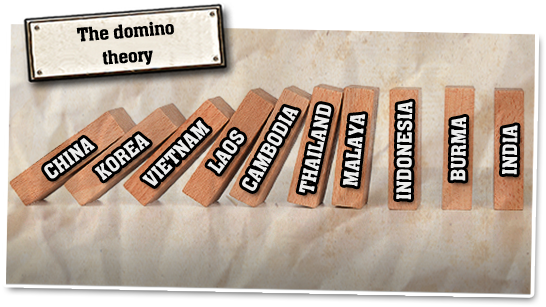 The domino
theory
CHINA
KOREA
VIETNAM
LAOS
CAMBODIA
THAILAND
MALAYA
INDONESIA
BURMA
INDIA